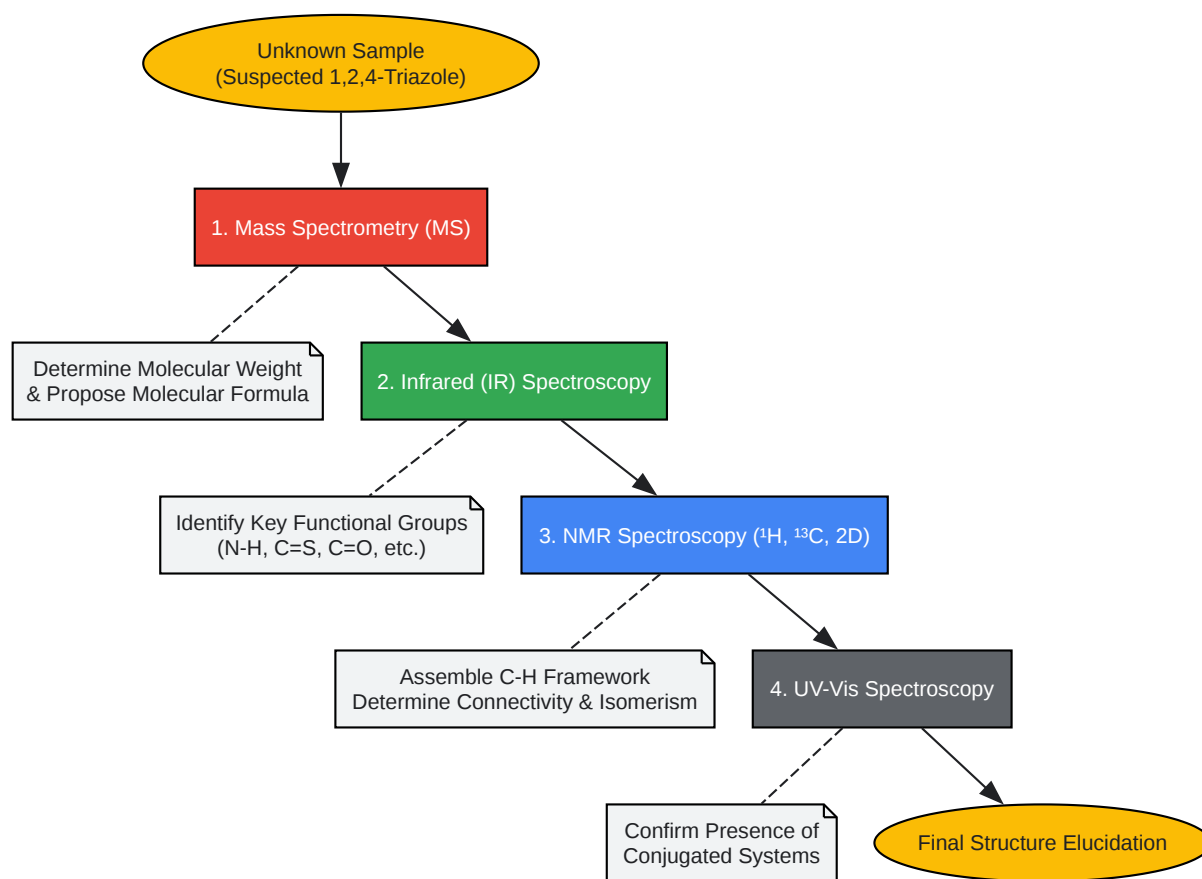 Unknown Sample
(Suspected 1,2,4-Triazole)
1. Mass Spectrometry (MS)
Determine Molecular Weight
& Propose Molecular Formula
2. Infrared (IR) Spectroscopy
Identify Key Functional Groups
(N-H, C=S, C=O, etc.)
3. NMR Spectroscopy (¹H, ¹³C, 2D)
Assemble C-H Framework
Determine Connectivity & Isomerism
4. UV-Vis Spectroscopy
Confirm Presence of
Conjugated Systems
Final Structure Elucidation